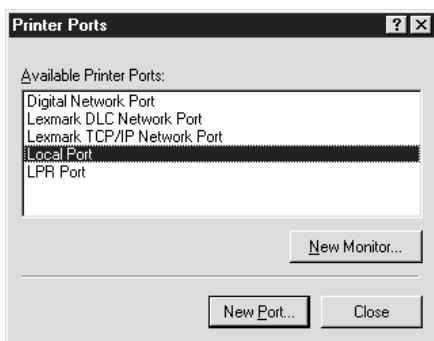 Printer Ports
Available Printer Ports:
Digital Network Port
Lexmark DLC Network Port
Lexmark TCP/IP Network Port
Local Port
LPR Port
New Monitor...
New Port...
Close